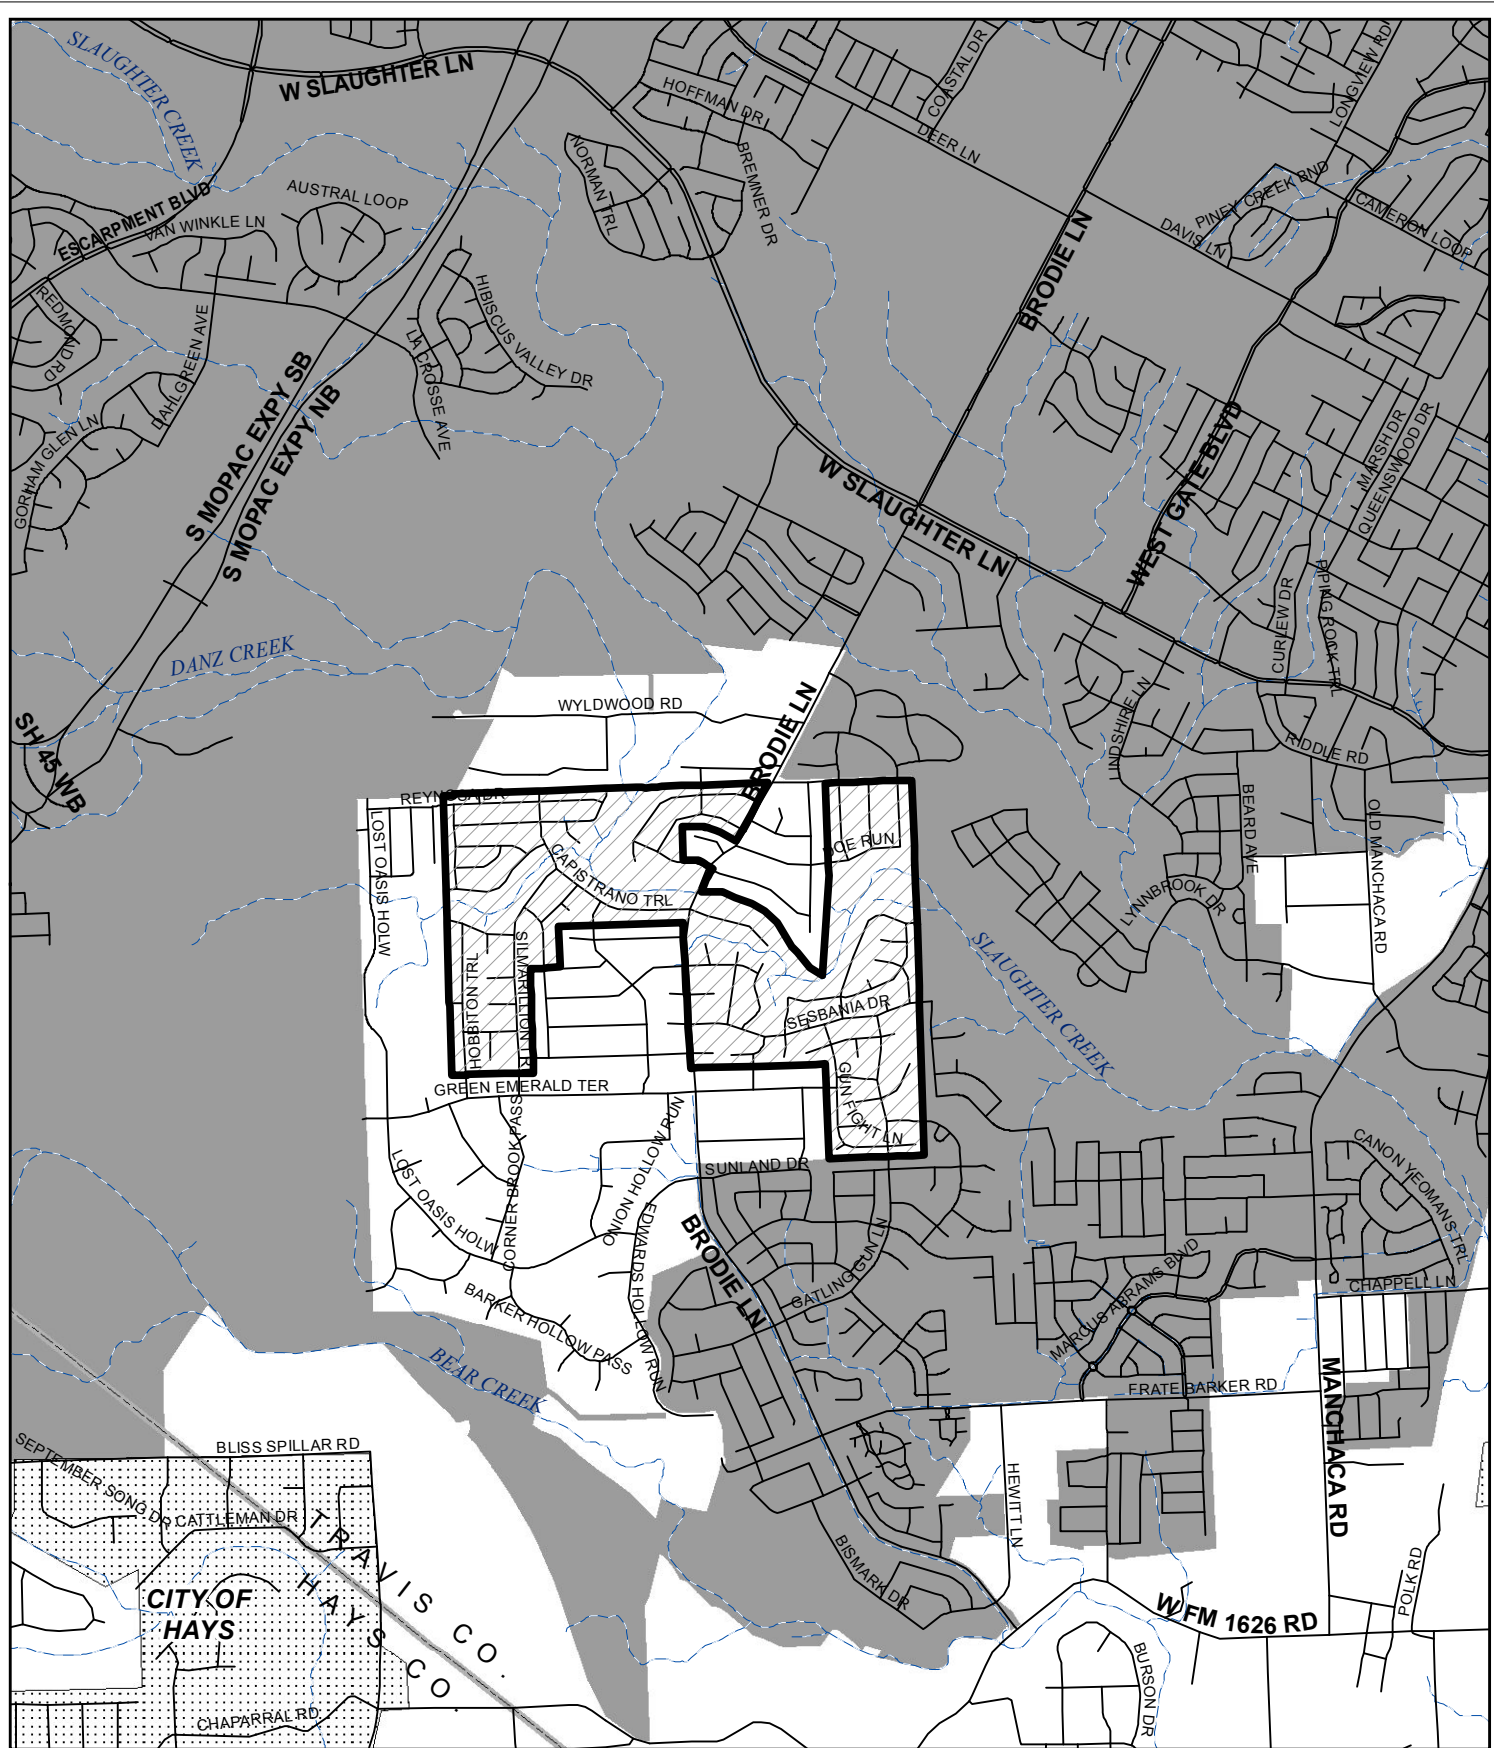 SLAUGHTER CREEK
W SLAUGHTER LN
HOFFMAN DR
COASTAL DR
LONGVIEW RD
DEER LN
BREMNER DR
NORMAN TRL
ESCARPMENT BLVD
AUSTRAL LOOP
VAN WINKLE LN
PINEY CREEK BND
CAMERON LOOP
DAVIS LN
BRODIE LN
REDMOND RD
DAHLGREEN AVE
HIBISCUS VALLEY DR
LA CROSSE AVE
GORHAM GLEN LN
S MOPAC EXPY SB
S MOPAC EXPY NB
W SLAUGHTER LN
WEST GATE BLVD
MARSH DR
QUEENSWOOD DR
CURLEW DR
PIPING ROCK TRL
DANZ CREEK
SH 45 WB
WYLDWOOD RD
BRODIE LN
LINDSHIRE LN
RIDDLE RD
REYNOSA DR
LOST OASIS HOLW
CAPISTRANO TRL
DOE RUN
BEARD AVE
OLD MANCHACA RD
LYNNBROOK DR
SLAUGHTER CREEK
HOBBITON TRL
SILMARILLION TRL
SESBANIA DR
GUN FIGHT LN
GREEN EMERALD TER
SUNLAND DR
LOST OASIS HOLW
CORNER BROOK PASS
ONION HOLLOW RUN
EDWARDS HOLLOW RUN
BRODIE LN
GATLING GUN LN
CANON YEOMANS TRL
CHAPPELL LN
MARCUS ABRAMS BLVD
BARKER HOLLOW PASS
BEAR CREEK
FRATE BARKER RD
MANCHACA RD
BLISS SPILLAR RD
SEPTEMBER SONG DR
CATTLEMAN DR
TRAVIS CO.
HAYS CO.
CITY OF
HAYS
HEWITT LN
BISMARK DR
W FM 1626 RD
POLK RD
BURSON DR
CHAPARRAL RD